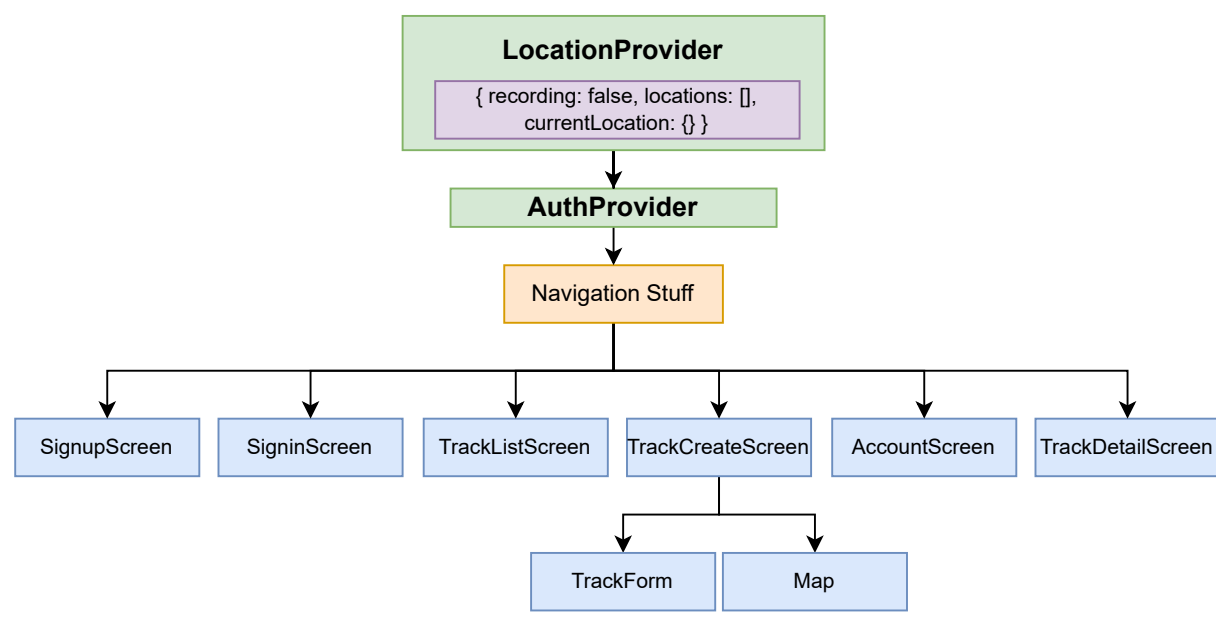 LocationProvider
{ recording: false, locations: [],
currentLocation: {} }
AuthProvider
Navigation Stuff
SignupScreen
SigninScreen
TrackListScreen
TrackCreateScreen
AccountScreen
TrackDetailScreen
TrackForm
Map